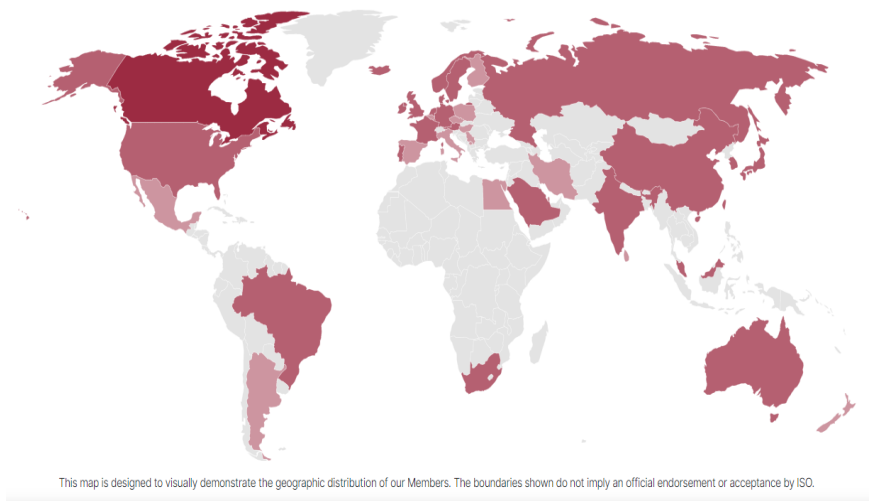 This map is designed to visually demonstrate the geographic distribution of our Members. The boundaries shown do not imply an official endorsement or acceptance by ISO.